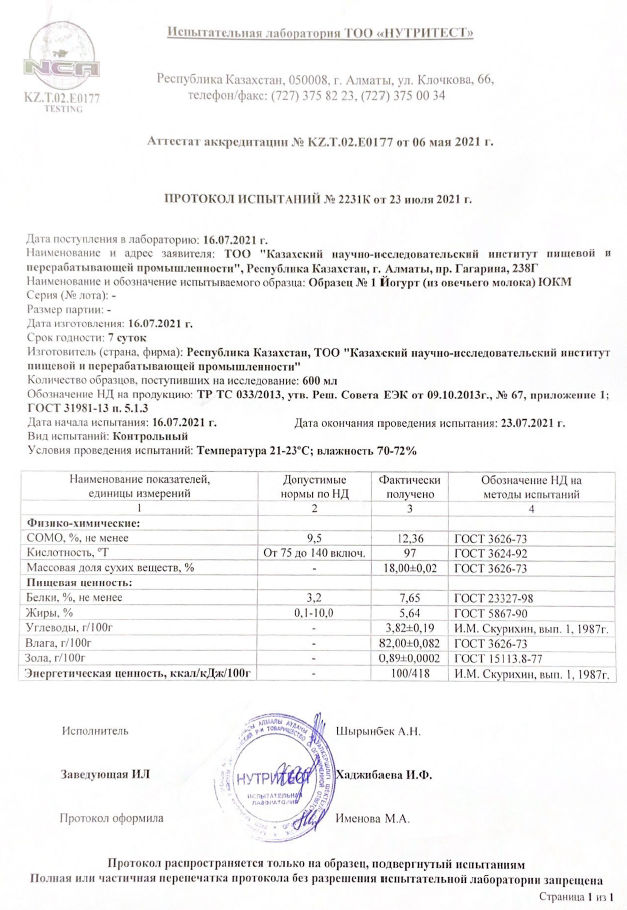 Испытательная лаборатория ТОО «НУТРИТЕСТ»
NCA
KZ.T.02.E0177
TESTING
Республика Казахстан, 050008, г. Алматы, ул. Клочкова, 66,
телефон/факс: (727) 375 82 23, (727) 375 00 34
Аттестат аккредитации № KZ.T.02.E0177 от 06 мая 2021 г.
ПРОТОКОЛ ИСПЫТАНИЙ № 2231К от 23 июля 2021 г.
Дата поступления в лабораторию: 16.07.2021 г.
Наименование и адрес заявителя: ТОО "Казахский научно-исследовательский институт пищевой и
перерабатывающей промышленности", Республика Казахстан, г. Алматы, пр. Гагарина, 238Г
Наименование и обозначение испытываемого образца: Образец № 1 Йогурт (из овечьего молока) ЮКМ
Серия (№ лота): -
Размер партии: -
Дата изготовления: 16.07.2021 г.
Срок годности: 7 суток
Изготовитель (страна, фирма): Республика Казахстан, ТОО "Казахский научно-исследовательский институт
пищевой и перерабатывающей промышленности"
Количество образцов, поступивших на исследование: 600 мл
Обозначение НД на продукцию: ТР ТС 033/2013, утв. Реш. Совета ЕЭК от 09.10.2013г., № 67, приложение 1;
ГОСТ 31981-13 п. 5.1.3
Дата начала испытания: 16.07.2021 г. Дата окончания проведения испытания: 23.07.2021 г.
Вид испытаний: Контрольный
Условия проведения испытаний: Температура 21-23ºС; влажность 70-72%
Наименование показателей, Допустимые Фактически Обозначение НД на
единицы измерений нормы по НД получено методы испытаний
1 2 3 4
Физико-химические:
СОМО, %, не менее 9,5 12,36 ГОСТ 3626-73
Кислотность, ºТ От 75 до 140 включ. 97 ГОСТ 3624-92
Массовая доля сухих веществ, % - 18,00±0,02 ГОСТ 3626-73
Пищевая ценность:
Белки, %, не менее 3,2 7,65 ГОСТ 23327-98
Жиры, % 0,1-10,0 5,64 ГОСТ 5867-90
Углеводы, г/100г - 3,82±0,19 И.М. Скурихин, вып. 1, 1987г.
Влага, г/100г - 82,00±0,082 ГОСТ 3626-73
Зола, г/100г - 0,89±0,0002 ГОСТ 15113.8-77
Энергетическая ценность, ккал/кДж/100г - 100/418 И.М. Скурихин, вып. 1, 1987г.
Исполнитель Шырынбек А.Н.
Заведующая ИЛ Хаджибаева И.Ф.
НУТРИТЕСТ
ИСПЫТАТЕЛЬНАЯ
ЛАБОРАТОРИЯ
Протокол оформила Именова М.А.
Протокол распространяется только на образец, подвергнутый испытаниям
Полная или частичная перепечатка протокола без разрешения испытательной лаборатории запрещена
Страница 1 из 1